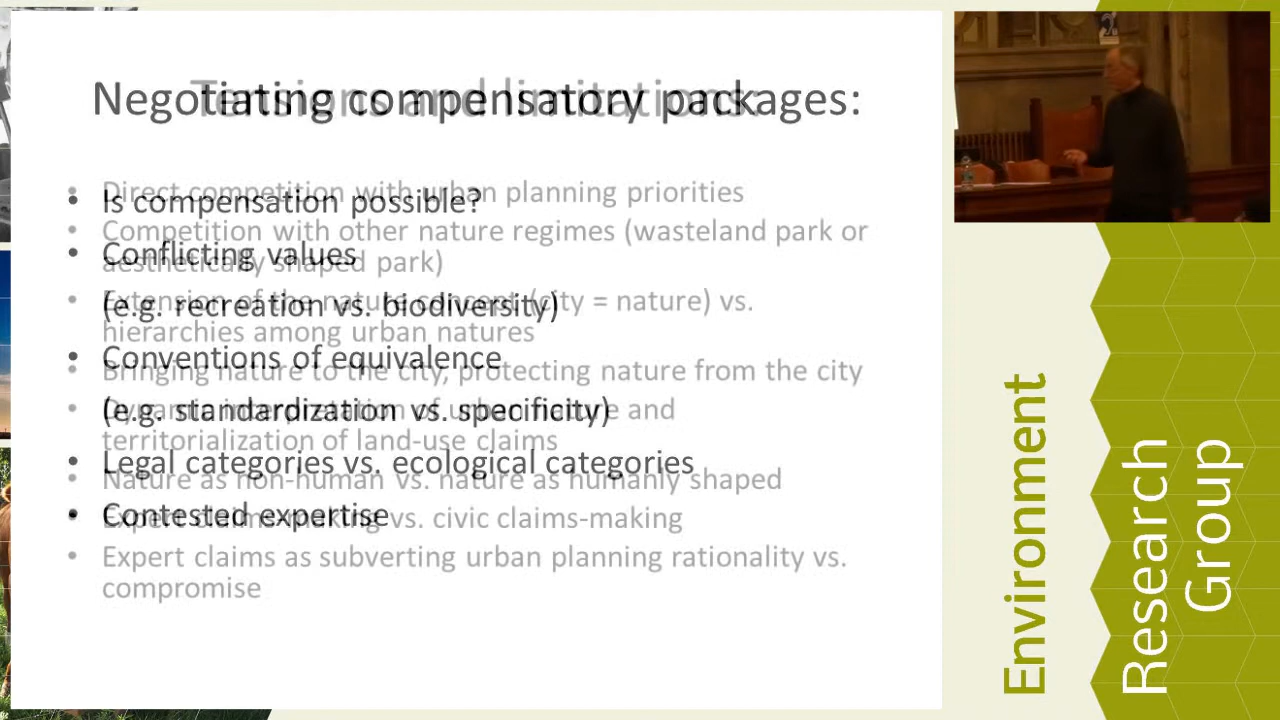 Negotiating compensatory packages:
• Is compensation possible?
• Conflicting values
(e.g. recreation vs. biodiversity)
• Conventions of equivalence
(e.g. standardization vs. specificity)
• Legal categories vs. ecological categories
• Contested expertise
Tensions and limitations:
• Direct competition with urban planning priorities
• Competition with other nature regimes (wasteland park or
aesthetically shaped park)
• Extension of the nature concept (city = nature) vs.
hierarchies among urban natures
• Bringing nature to the city, protecting nature from the city
• of urban nature and
territorialization of land-use claims
• Nature as non-human vs. nature as humanly shaped
• Expert claims-making vs. civic claims-making
• Expert claims as subverting urban planning rationality vs.
compromise
Environment
Research
Group